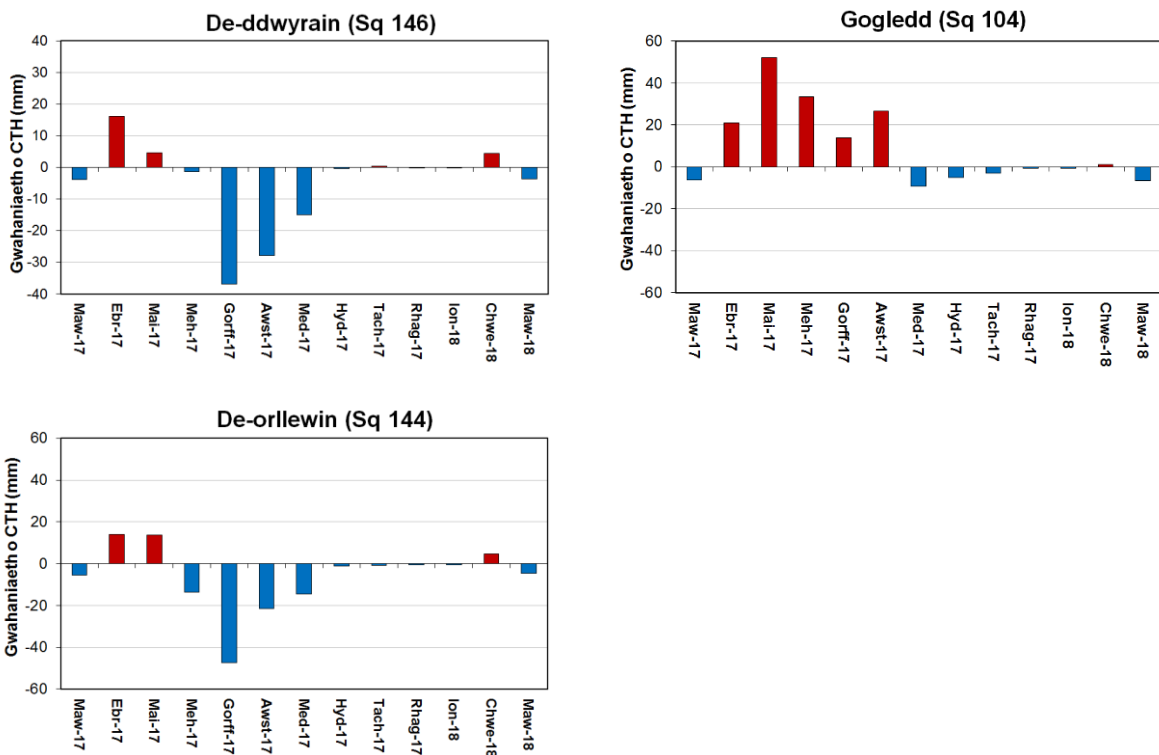 De-ddwyrain (Sq 146)
Gwahaniaeth o CTH (mm)
40
30
20
10
0
-10
-20
-30
-40
Maw-17
Ebr-17
Mai-17
Meh-17
Gorff-17
Awst-17
Med-17
Hyd-17
Tach-17
Rhag-17
Ion-18
Chwe-18
Maw-18
Gogledd (Sq 104)
Gwahaniaeth o CTH (mm)
60
40
20
0
-20
-40
-60
Maw-17
Ebr-17
Mai-17
Meh-17
Gorff-17
Awst-17
Med-17
Hyd-17
Tach-17
Rhag-17
Ion-18
Chwe-18
Maw-18
De-orllewin (Sq 144)
Gwahaniaeth o CTH (mm)
60
40
20
0
-20
-40
-60
Maw-17
Ebr-17
Mai-17
Meh-17
Gorff-17
Awst-17
Med-17
Hyd-17
Tach-17
Rhag-17
Ion-18
Chwe-18
Maw-18